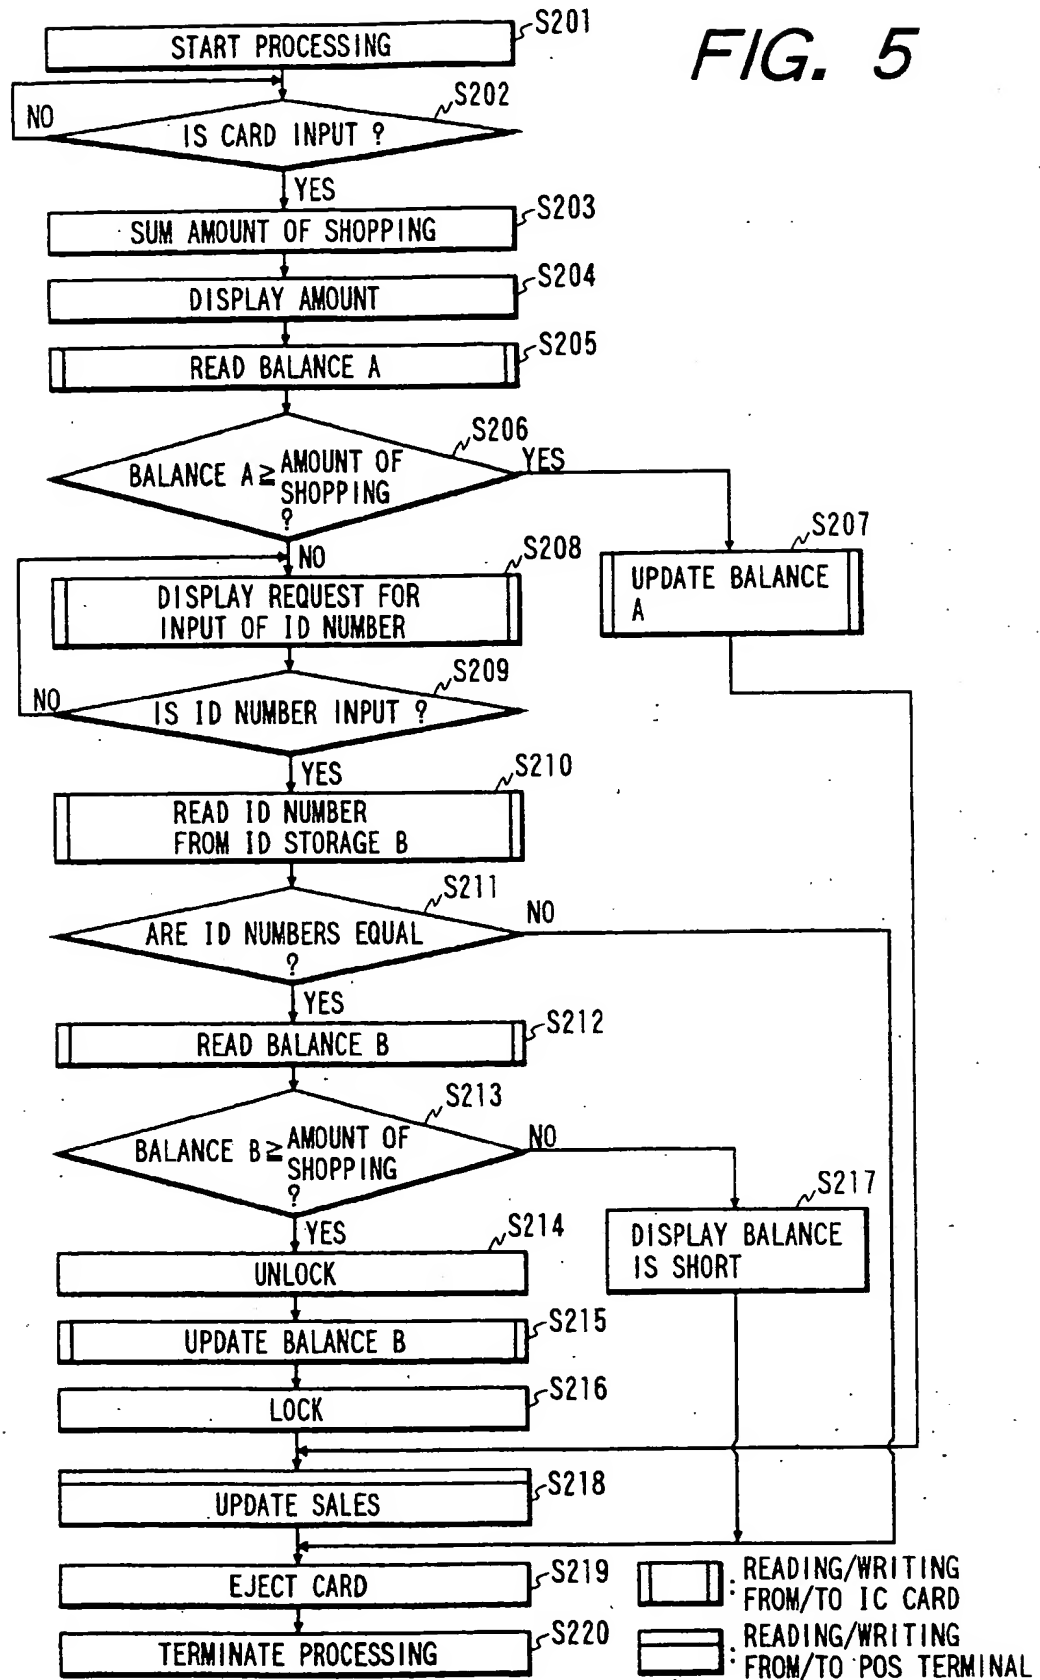 FIG. 5
S201
START PROCESSING
S202
NO
IS CARD INPUT ?
YES
S203
SUM AMOUNT OF SHOPPING
S204
DISPLAY AMOUNT
S205
READ BALANCE A
S206
YES
BALANCE A ≧ AMOUNT OF
SHOPPING
?
NO
S207
UPDATE BALANCE
A
S208
DISPLAY REQUEST FOR
INPUT OF ID NUMBER
S209
NO
IS ID NUMBER INPUT ?
YES
S210
READ ID NUMBER
FROM ID STORAGE B
S211
NO
ARE ID NUMBERS EQUAL
?
YES
S212
READ BALANCE B
S213
NO
BALANCE B ≧ AMOUNT OF
SHOPPING
?
YES
S217
DISPLAY BALANCE
IS SHORT
S214
UNLOCK
S215
UPDATE BALANCE B
S216
LOCK
S218
UPDATE SALES
S219
EJECT CARD
S220
TERMINATE PROCESSING
: READING/WRITING
FROM/TO IC CARD
: READING/WRITING
FROM/TO POS TERMINAL